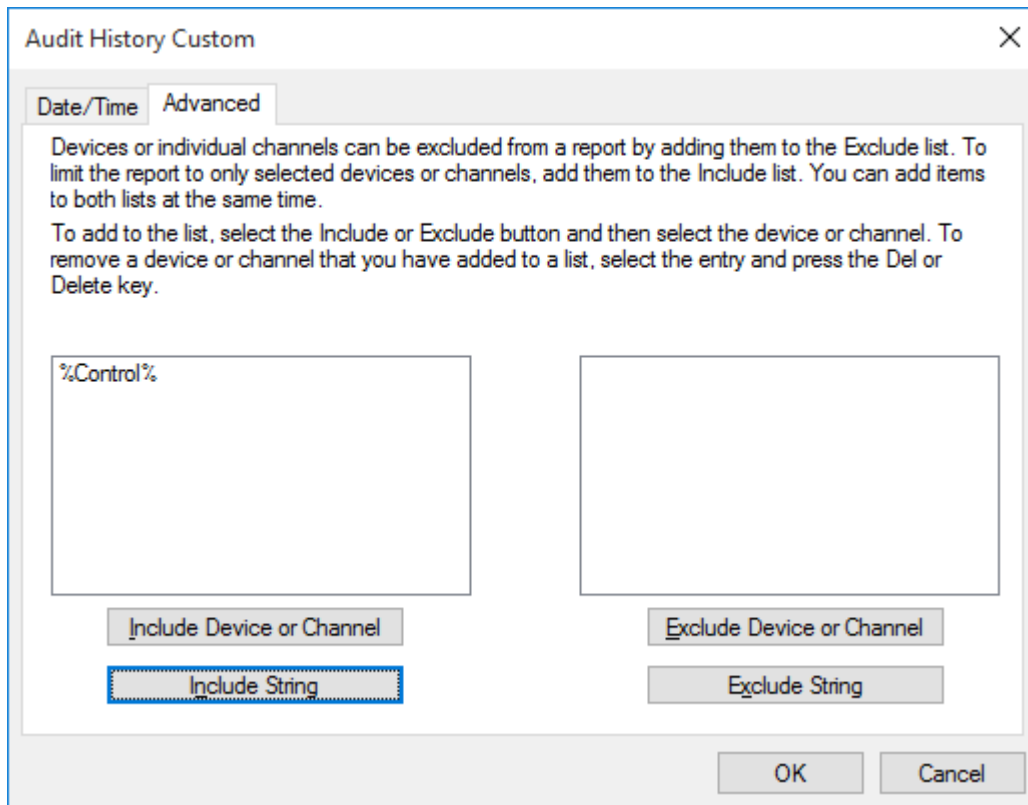 Audit History Custom
Date/Time
Advanced
Devices or individual channels can be excluded from a report by adding them to the Exclude list. To
limit the report to only selected devices or channels, add them to the Include list. You can add items
to both lists at the same time.
To add to the list, select the Include or Exclude button and then select the device or channel. To
remove a device or channel that you have added to a list, select the entry and press the Del or
Delete key.
%Control%
Include Device or Channel
Exclude Device or Channel
Include String
Exclude String
OK
Cancel